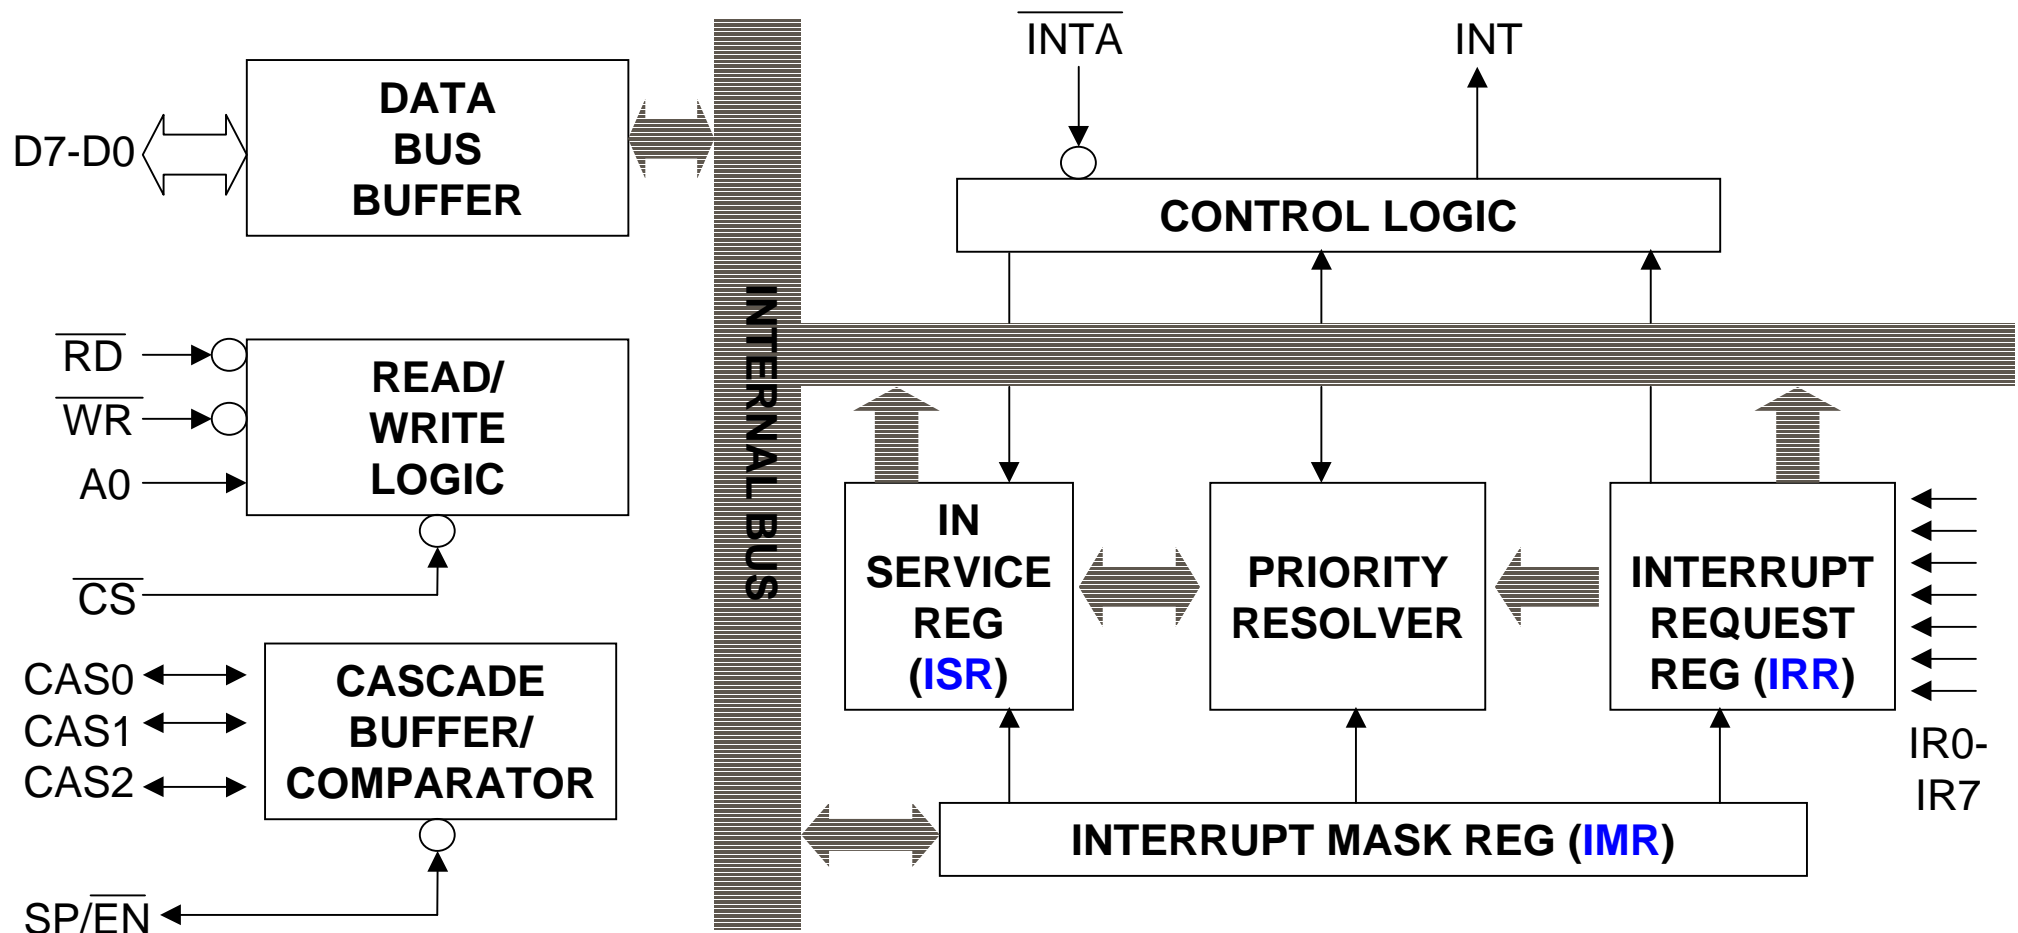 INTA
INT
D7-D0
DATA
BUS
BUFFER
CONTROL LOGIC
INTERNAL BUS
RD
WR
A0
CS
READ/
WRITE
LOGIC
IN
SERVICE
REG
(ISR)
PRIORITY
RESOLVER
INTERRUPT
REQUEST
REG (IRR)
IR0-
IR7
CAS0
CAS1
CAS2
CASCADE
BUFFER/
COMPARATOR
INTERRUPT MASK REG (IMR)
SP/EN